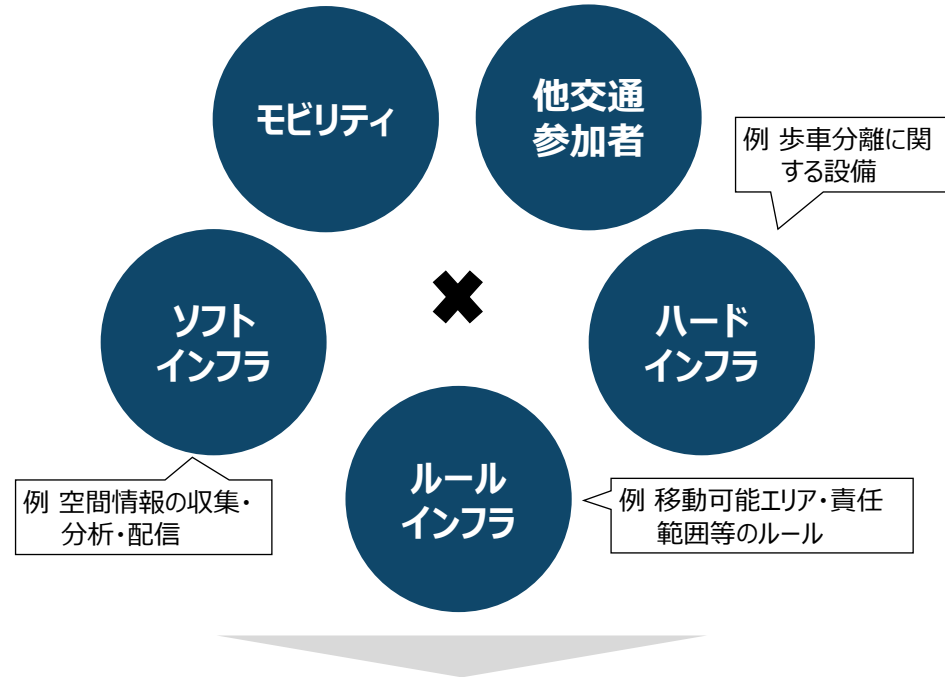 モビリティ
他交通
参加者
例 歩車分離に関
する設備
ソフト
インフラ
ハード
インフラ
ルール
インフラ
例 空間情報の収集・
分析・配信
例 移動可能エリア・責任
範囲等のルール